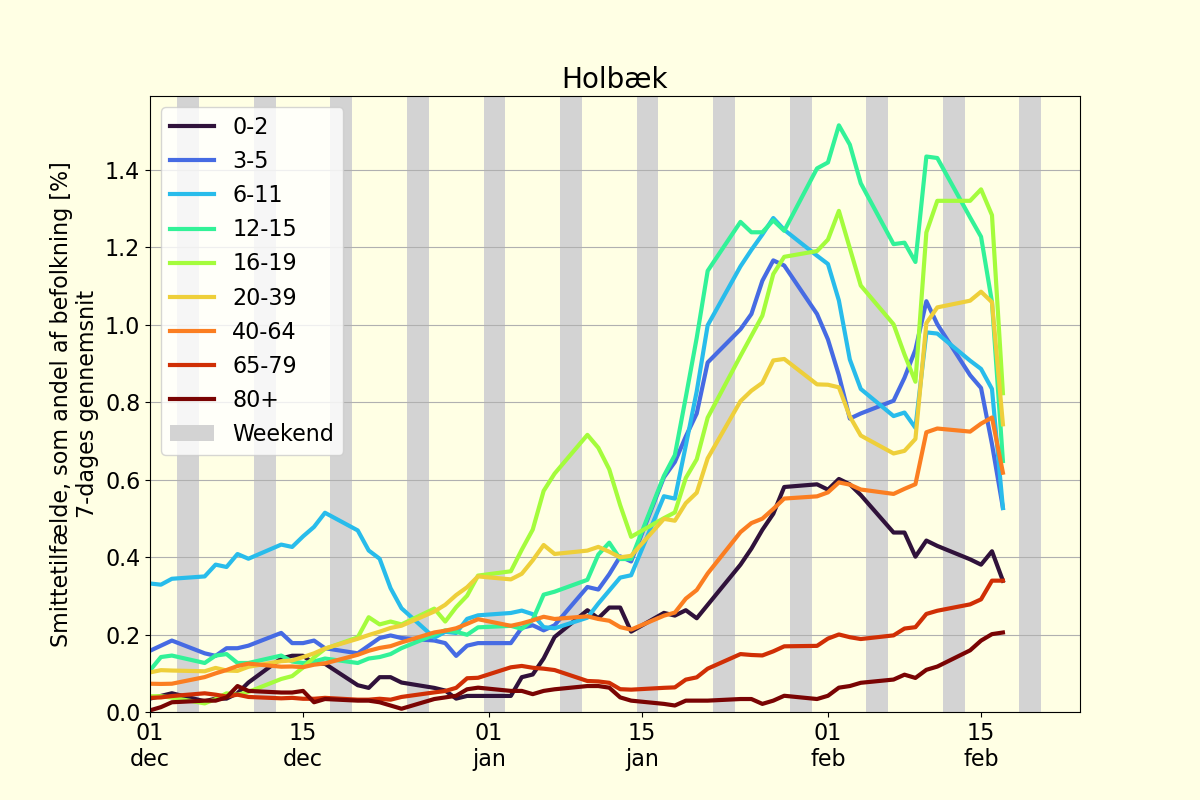 Holbæk
Smittetilfælde, som andel af befolkning [%]
7-dages gennemsnit
1.4
1.2
1.0
0.8
0.6
0.4
0.2
0.0
0-2
3-5
6-11
12-15
16-19
20-39
40-64
65-79
80+
Weekend
01
dec
15
dec
01
jan
15
jan
01
feb
15
feb